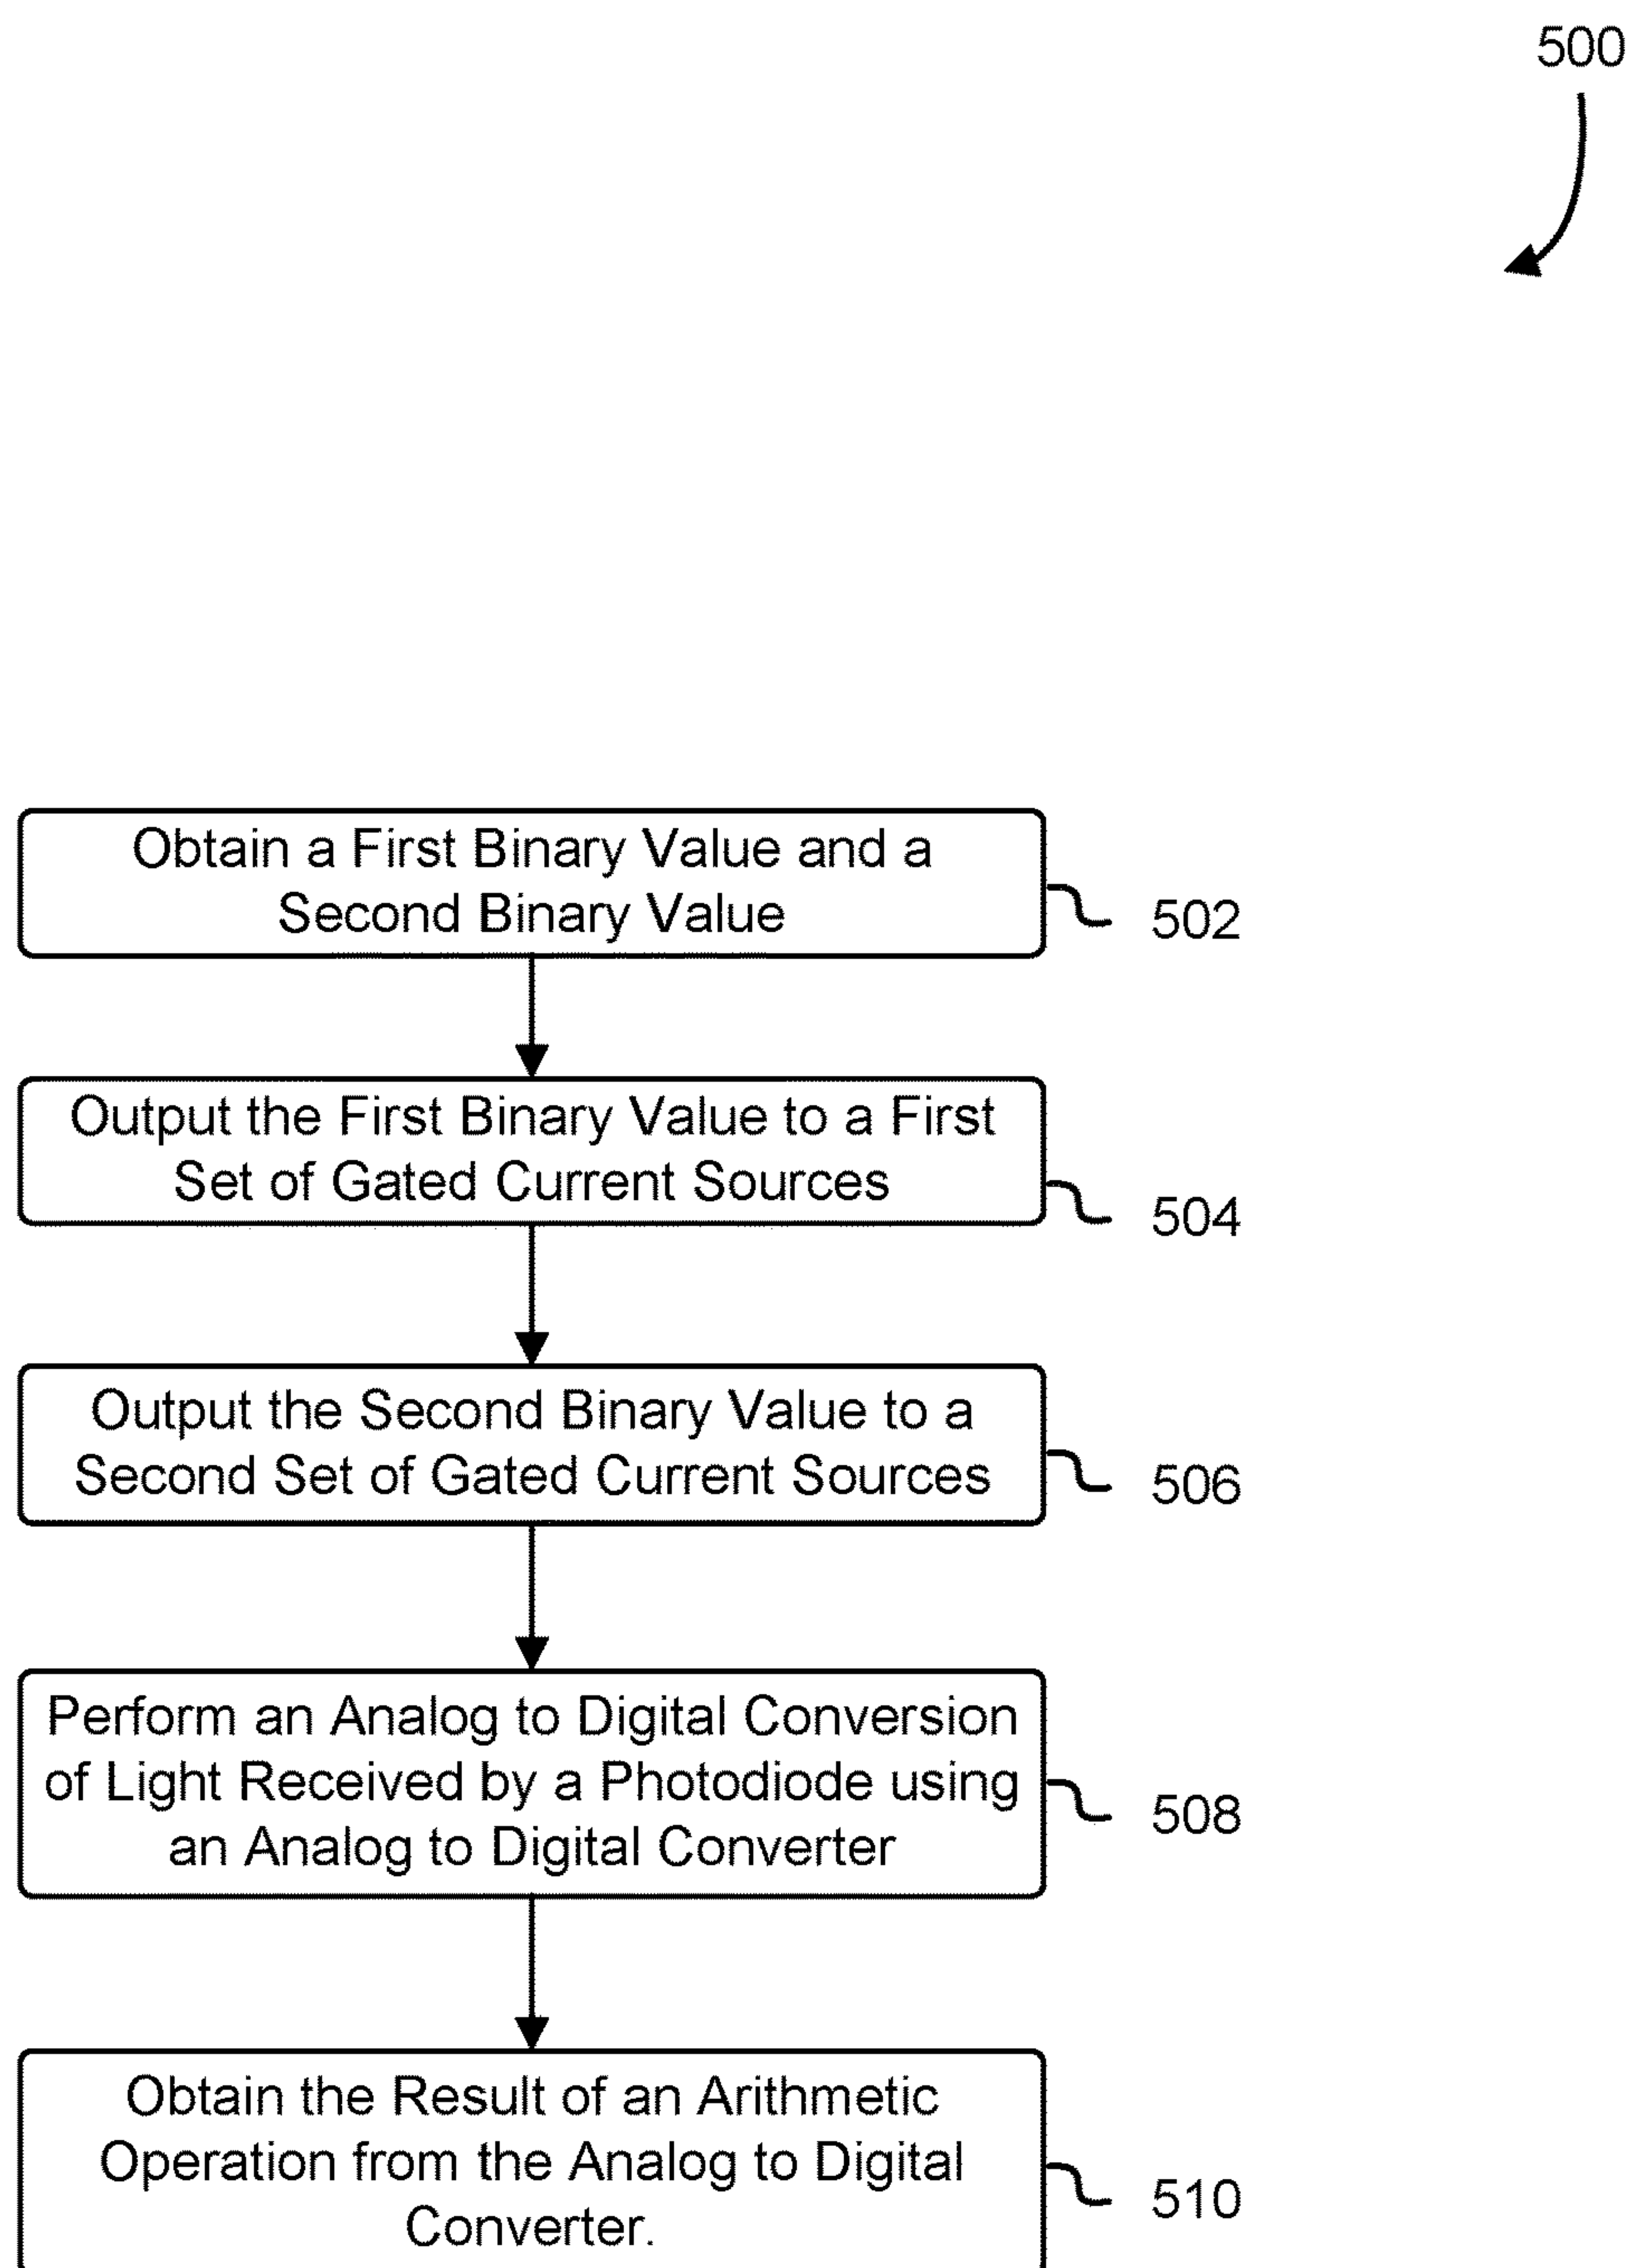 500
Obtain a First Binary Value and a
Second Binary Value
502
Output the First Binary Value to a First
Set of Gated Current Sources
504
Output the Second Binary Value to a
Second Set of Gated Current Sources
506
Perform an Analog to Digital Conversion
of Light Received by a Photodiode using
an Analog to Digital Converter
508
Obtain the Result of an Arithmetic
Operation from the Analog to Digital
Converter.
510